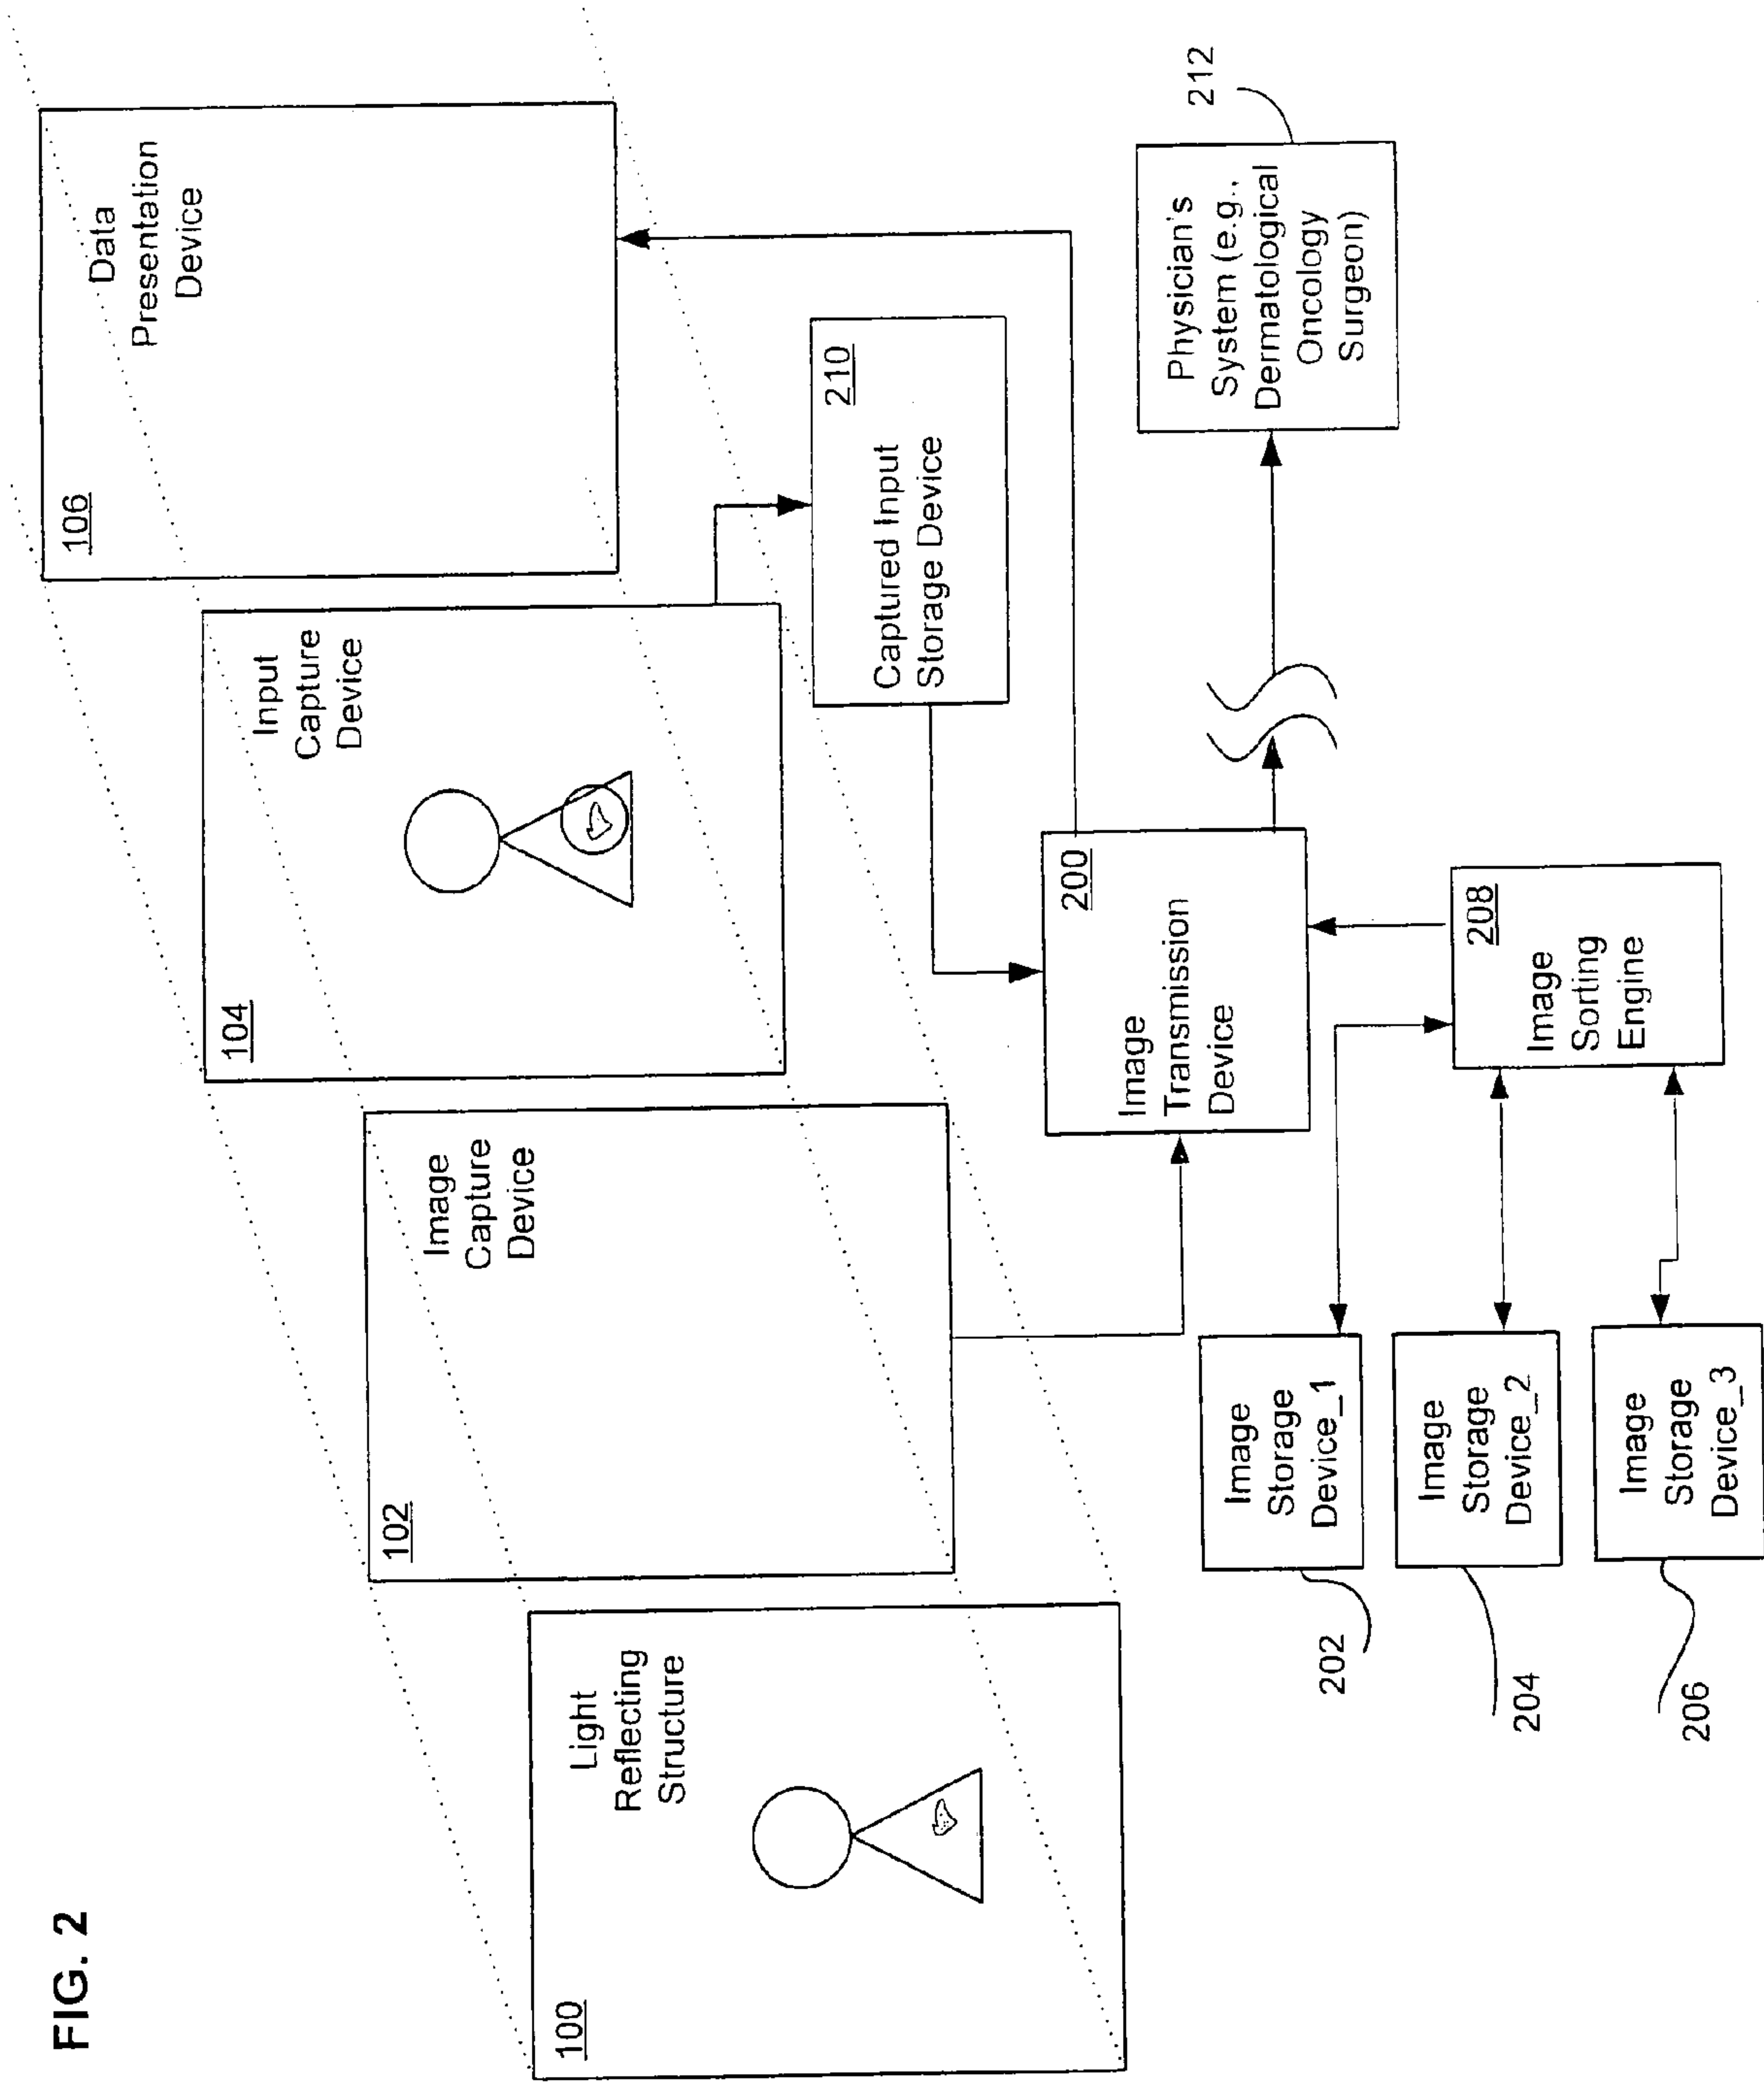 FIG. 2
100
Light
Reflecting
Structure
102
Image
Capture
Device
104
Input
Capture
Device
106
Data
Presentation
Device
210
Captured Input
Storage Device
200
Image
Transmission
Device
212
Physician's
System (e.g.,
Dermatological
Oncology
Surgeon)
208
Image
Sorting
Engine
202
Image
Storage
Device_1
204
Image
Storage
Device_2
206
Image
Storage
Device_3